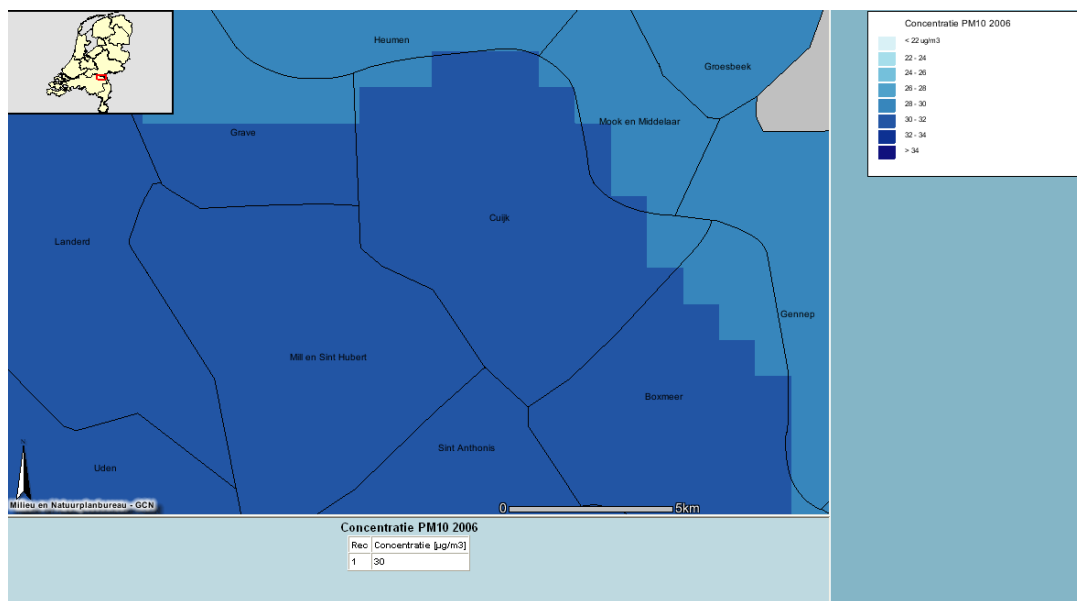 Heumen
Groesbeek
Grave
Mook en Middelaar
Cuijk
Landerd
Gennep
Mill en Sint Hubert
Boxmeer
Sint Anthonis
Uden
N
Milieu en Natuurplanbureau - GCN
0 5km
Concentratie PM10 2006
< 22 ug/m3
22 - 24
24 - 26
26 - 28
28 - 30
30 - 32
32 - 34
> 34
Concentratie PM10 2006
Rec Concentratie [µg/m3]
1 30